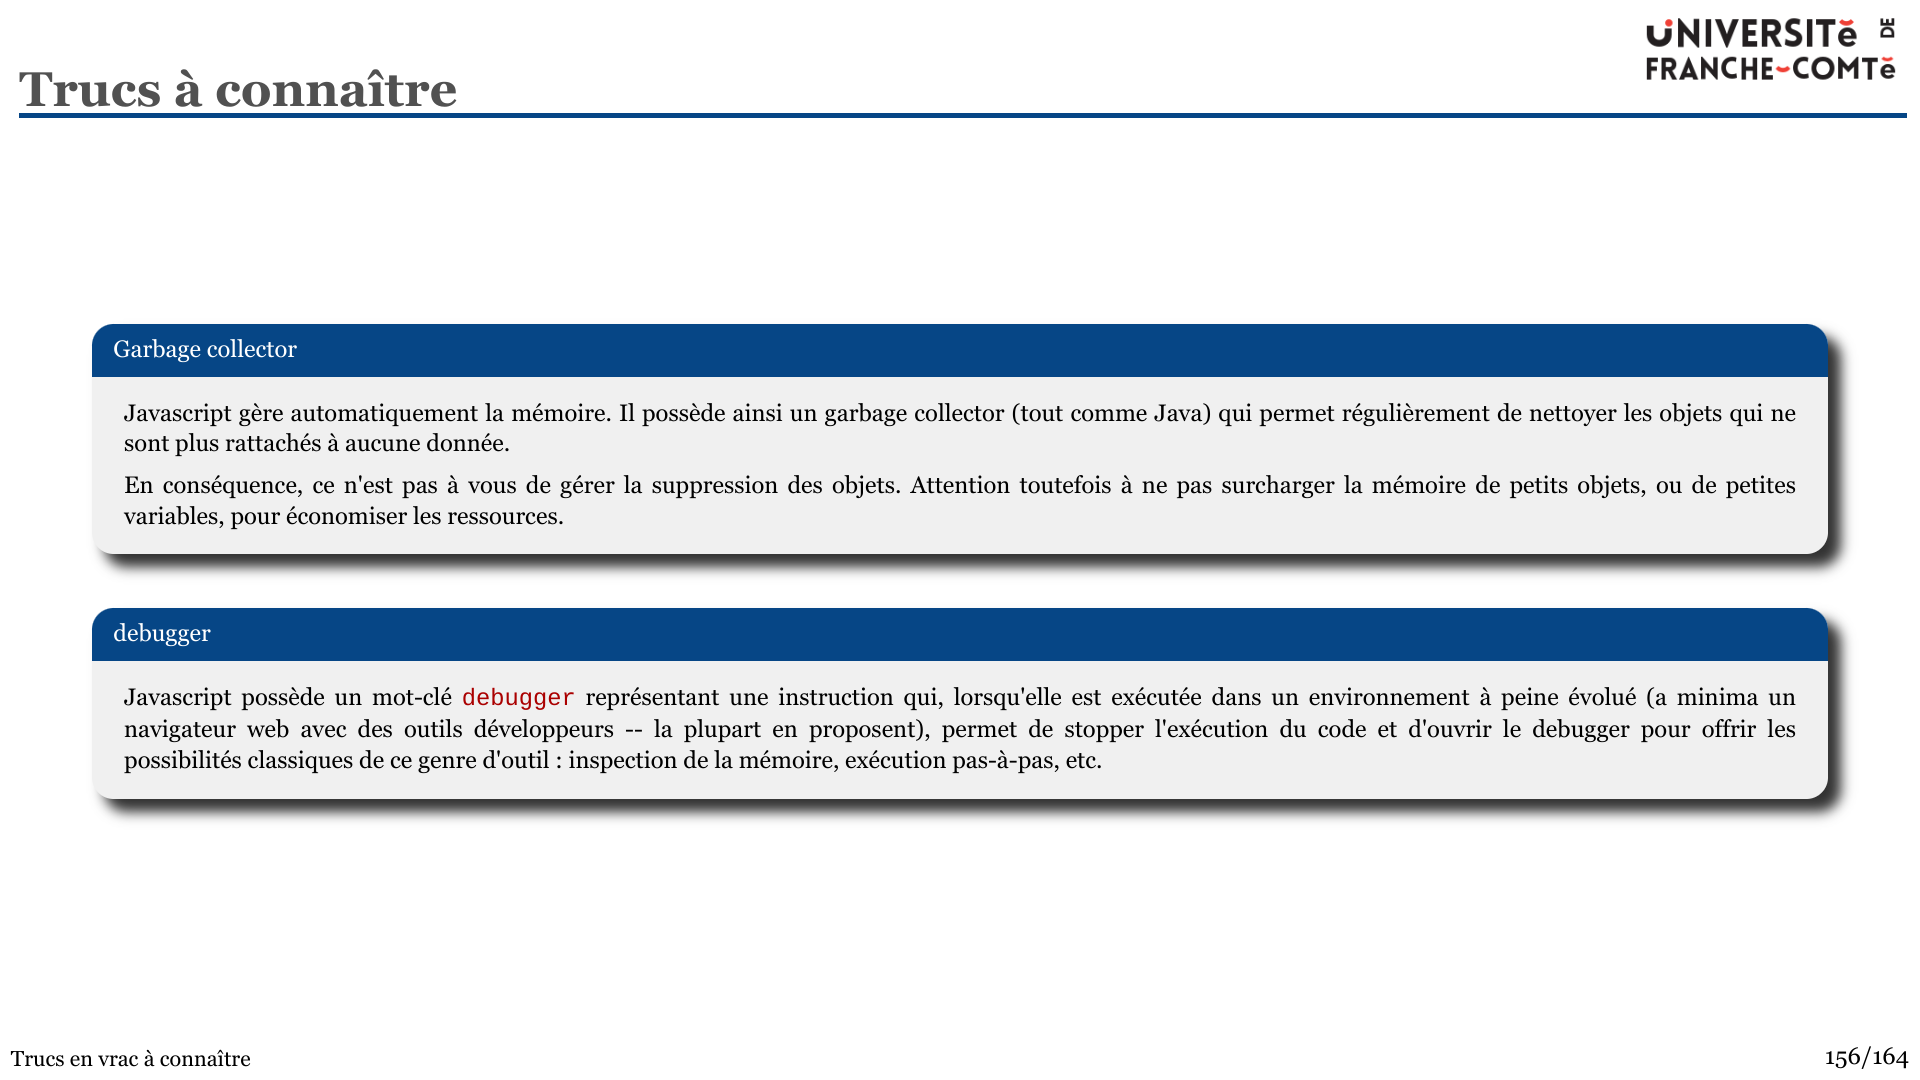 UNIVERSITE DE
FRANCHE-COMTE
Trucs à connaître
Garbage collector
Javascript gère automatiquement la mémoire. Il possède ainsi un garbage collector (tout comme Java) qui permet régulièrement de nettoyer les objets qui ne
sont plus rattachés à aucune donnée.
En conséquence, ce n'est pas à vous de gérer la suppression des objets. Attention toutefois à ne pas surcharger la mémoire de petits objets, ou de petites
variables, pour économiser les ressources.
debugger
Javascript possède un mot-clé debugger représentant une instruction qui, lorsqu'elle est exécutée dans un environnement à peine évolué (a minima un
navigateur web avec des outils développeurs -- la plupart en proposent), permet de stopper l'exécution du code et d'ouvrir le debugger pour offrir les
possibilités classiques de ce genre d'outil : inspection de la mémoire, exécution pas-à-pas, etc.
Trucs en vrac à connaître
156/164